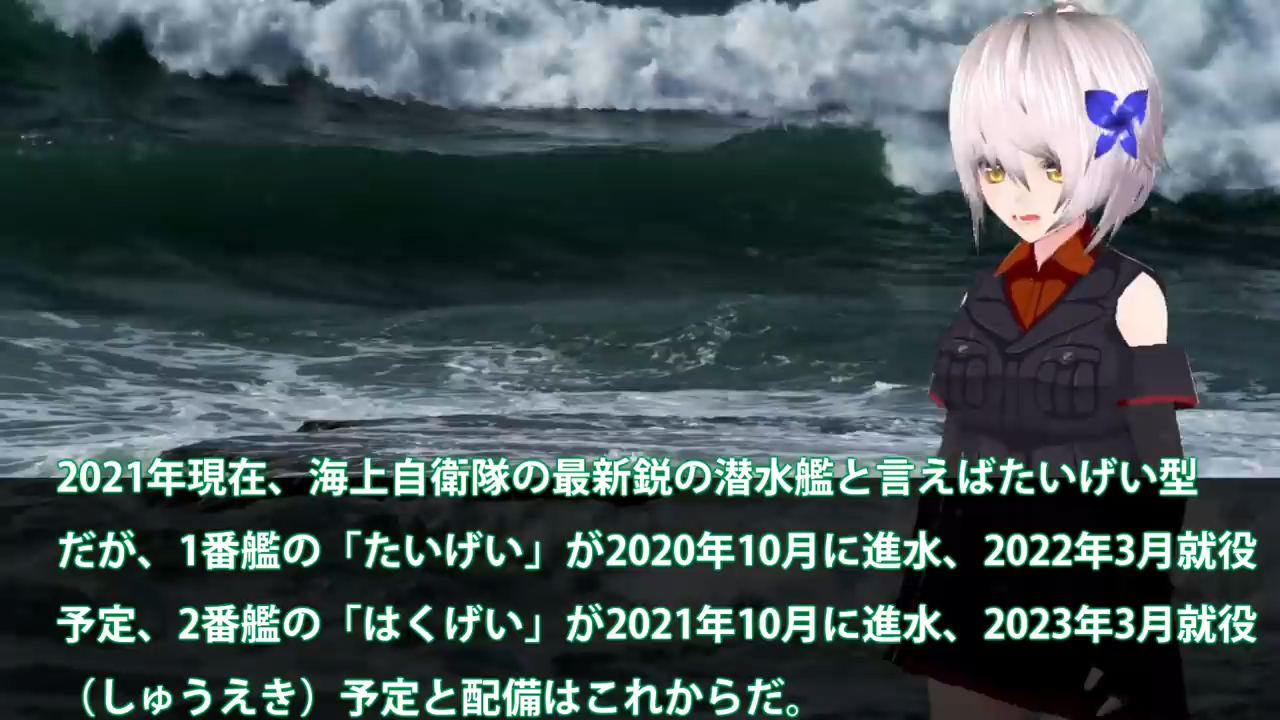 2021年現在、海上自衛隊の最新鋭の潜水艦と言えばたいげい型
だが、1番艦の「たいげい」が2020年10月に進水、2022年3月就役
予定、2番艦の「はくげい」が2021年10月に進水、2023年3月就役
（しゅうえき）予定と配備はこれからだ。